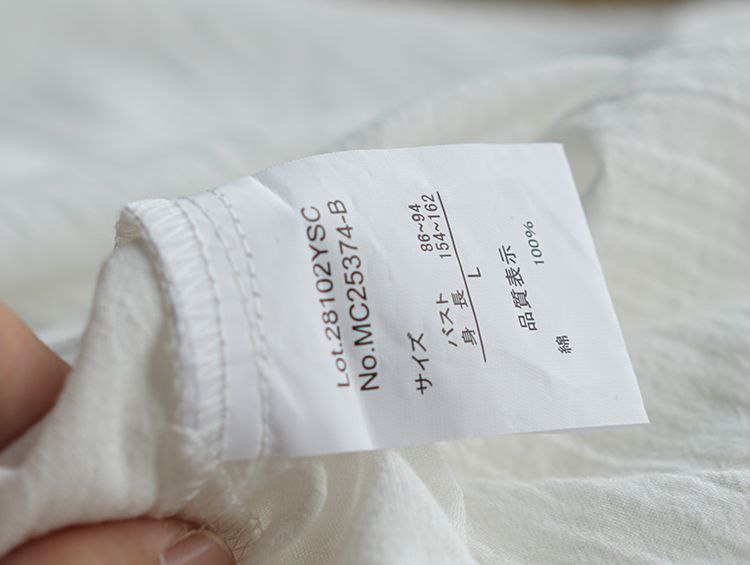 Lot.28102YSC
No.MC25374-B
サイズ
バスト 86~94
身長 154~162
L
品質表示
綿 100%